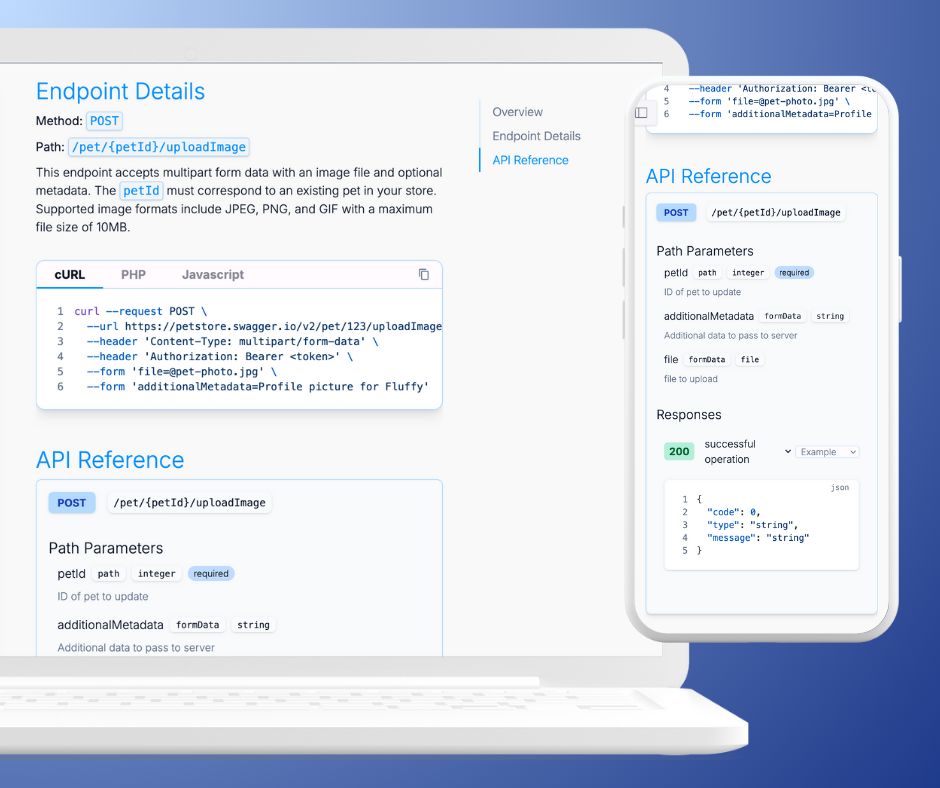 Endpoint Details
Method: POST
Path: /pet/{petId}/uploadImage
This endpoint accepts multipart form data with an image file and optional
metadata. The petId must correspond to an existing pet in your store.
Supported image formats include JPEG, PNG, and GIF with a maximum
file size of 10MB.
cURL PHP Javascript
1 curl --request POST \
2 --url https://petstore.swagger.io/v2/pet/123/uploadImage
3 --header 'Content-Type: multipart/form-data' \
4 --header 'Authorization: Bearer <token>' \
5 --form 'file=@pet-photo.jpg' \
6 --form 'additionalMetadata=Profile picture for Fluffy'
API Reference
POST /pet/{petId}/uploadImage
Path Parameters
petId path integer required
ID of pet to update
additionalMetadata formData string
Additional data to pass to server
Overview
Endpoint Details
API Reference
4 --header 'Authorization: Bearer
5 --form 'file=@pet-photo.jpg' \
6 --form 'additionalMetadata=Profile
API Reference
POST /pet/{petId}/uploadImage
Path Parameters
petId path integer required
ID of pet to update
additionalMetadata formData string
Additional data to pass to server
file formData file
file to upload
Responses
200 successful
operation
Example
json
1 {
2 "code": 0,
3 "type": "string",
4 "message": "string"
5 }